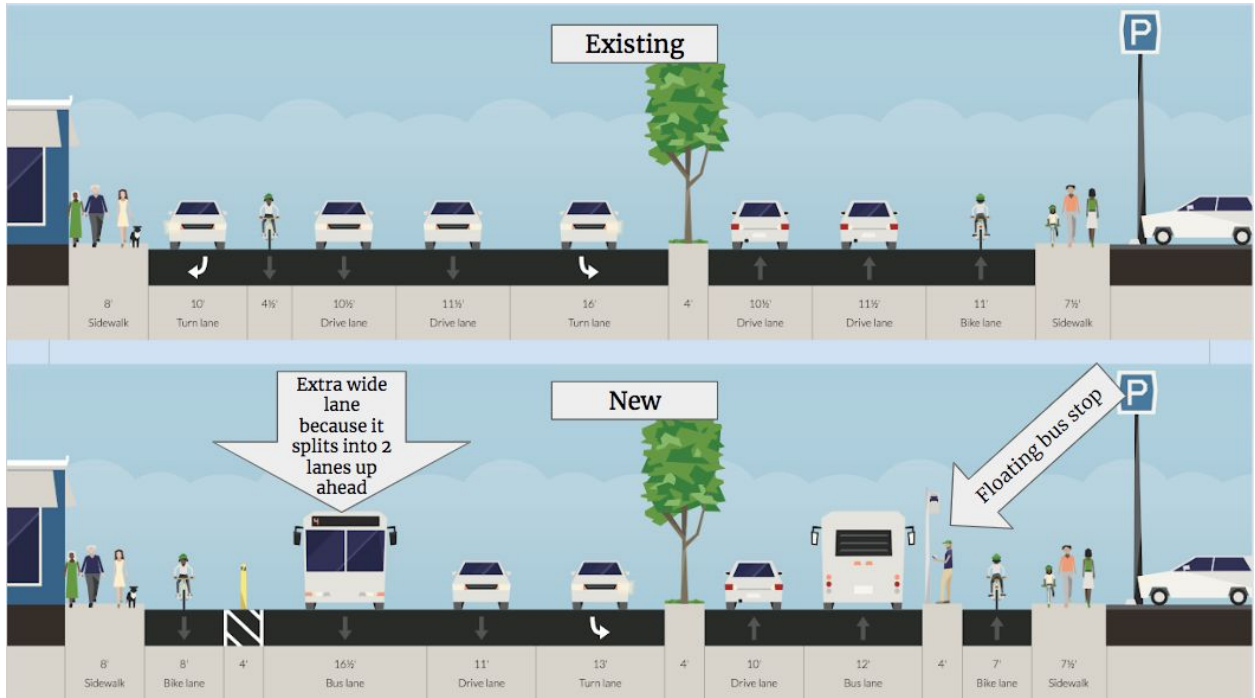 Existing
P
8' 10' 4½' 10½' 11½' 16' 4' 10½' 11½' 11' 7½'
Sidewalk Turn lane Drive lane Drive lane Turn lane Drive lane Drive lane Bike lane Sidewalk
Extra wide
lane
because it
splits into 2
lanes up
ahead
New
Floating bus stop
P
4
8' 8' 4' 16½' 11' 13' 4' 10' 12' 4' 7' 7½'
Sidewalk Bike lane Bus lane Drive lane Turn lane Drive lane Bus lane Bike lane Sidewalk